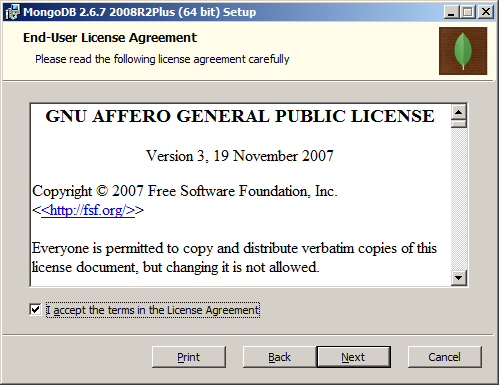 MongoDB 2.6.7 2008R2Plus (64 bit) Setup
End-User License Agreement
Please read the following license agreement carefully
GNU AFFERO GENERAL PUBLIC LICENSE
Version 3, 19 November 2007
Copyright © 2007 Free Software Foundation, Inc.
<<http://fsf.org/>>
Everyone is permitted to copy and distribute verbatim copies of this
license document, but changing it is not allowed.
I accept the terms in the License Agreement
Print Back Next Cancel